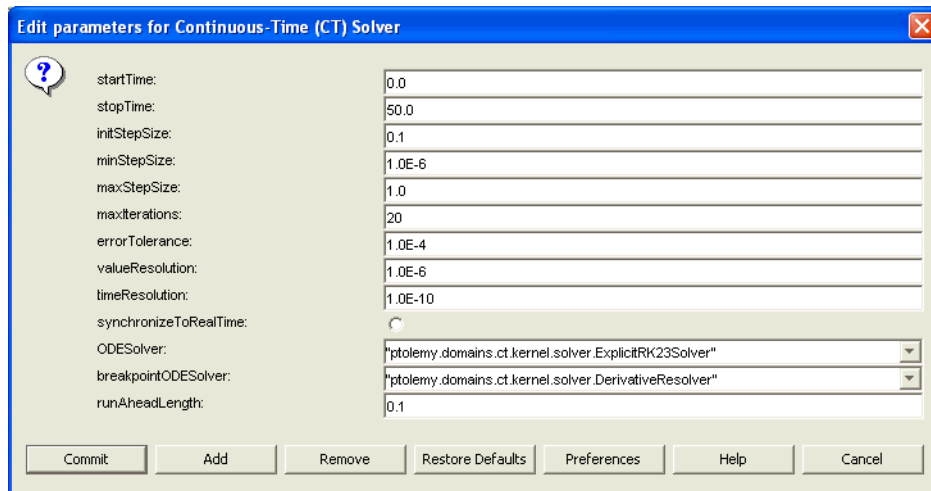 Edit parameters for Continuous-Time (CT) Solver
startTime: 0.0
stopTime: 50.0
initStepSize: 0.1
minStepSize: 1.0E-6
maxStepSize: 1.0
maxIterations: 20
errorTolerance: 1.0E-4
valueResolution: 1.0E-6
timeResolution: 1.0E-10
synchronizeToRealTime:
ODESolver: "ptolemy.domains.ct.kernel.solver.ExplicitRK23Solver"
breakpointODESolver: "ptolemy.domains.ct.kernel.solver.DerivativeResolver"
runAheadLength: 0.1
Commit Add Remove Restore Defaults Preferences Help Cancel